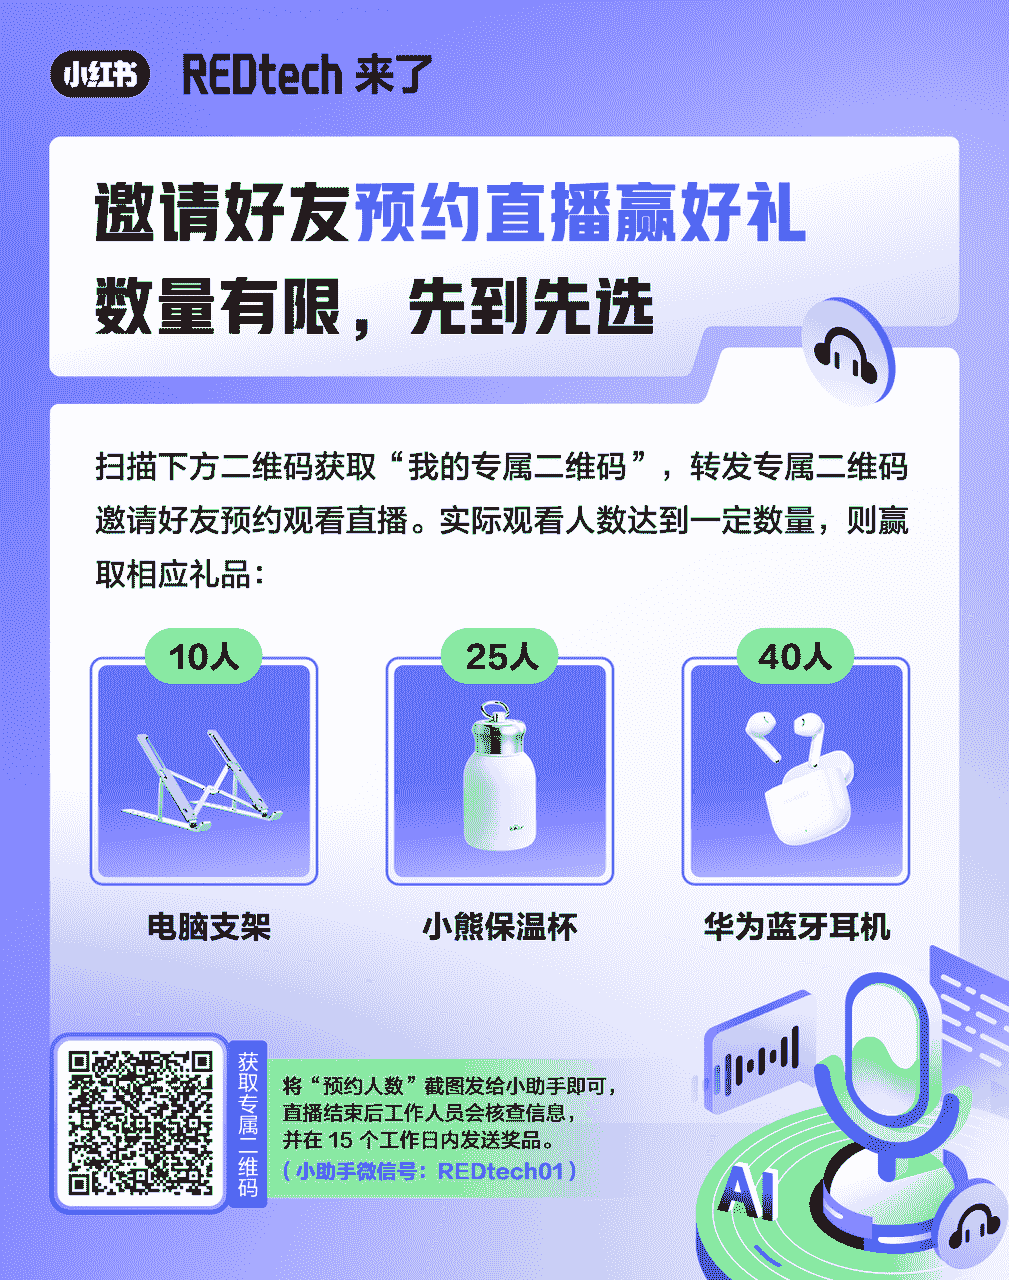 小红书 REDtech 来了
邀请好友预约直播赢好礼
数量有限，先到先选
扫描下方二维码获取“我的专属二维码”，转发专属二维码
邀请好友预约观看直播。实际观看人数达到一定数量，则赢
取相应礼品：
10人
25人
40人
电脑支架
小熊保温杯
华为蓝牙耳机
获取专属二维码
将“预约人数”截图发给小助手即可，
直播结束后工作人员会核查信息，
并在 15 个工作日内发送奖品。
（小助手微信号：REDtech01）
AI